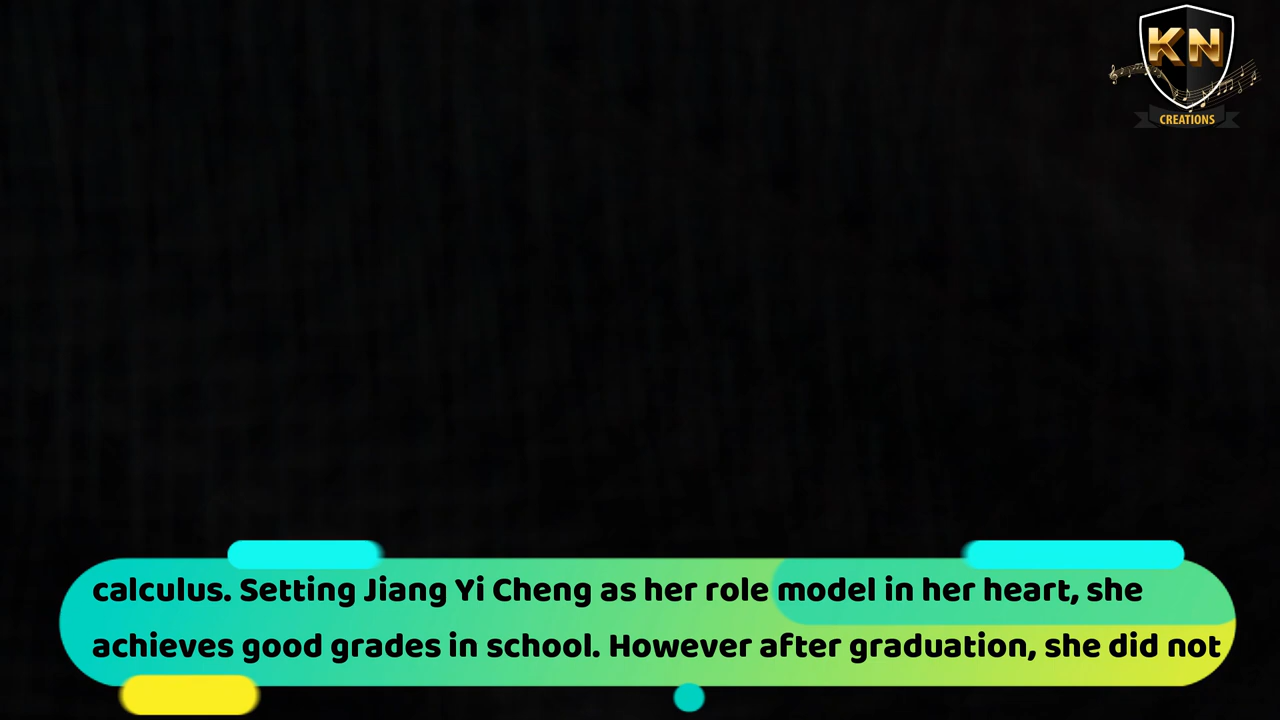 KN
CREATIONS
calculus. Setting Jiang Yi Cheng as her role model in her heart, she
achieves good grades in school. However after graduation, she did not